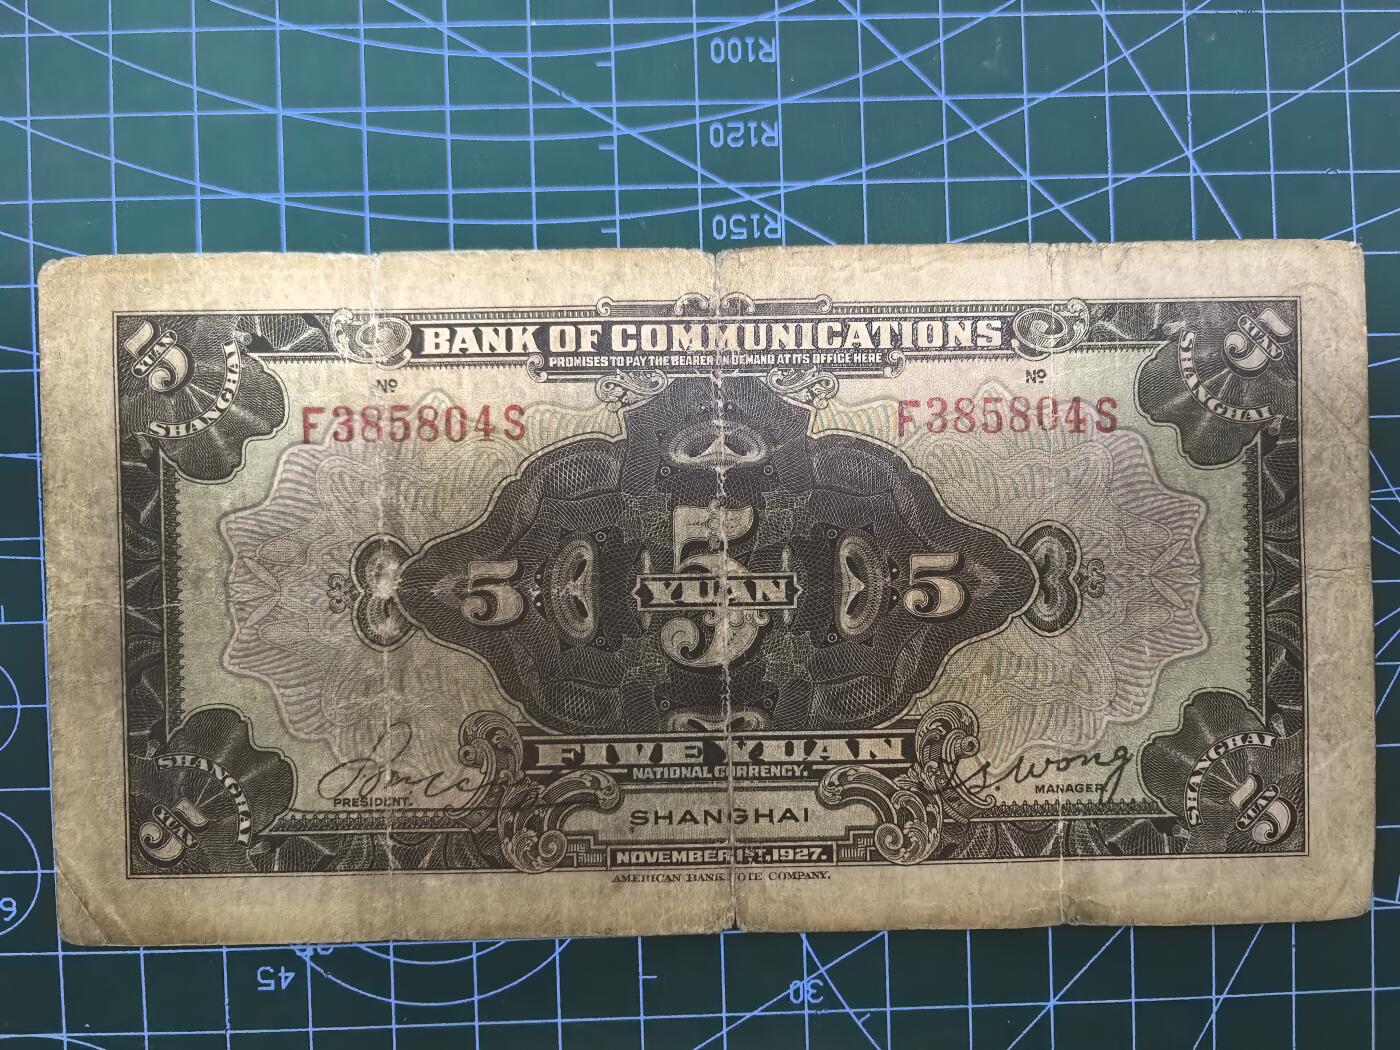 R100
R120
R150
BANK OF COMMUNICATIONS
PROMISES TO PAY THE BEARER ON DEMAND AT ITS OFFICE HERE
5 YUAN SHANGHAI
5 YUAN SHANGHAI
Nº
Nº
F385804S
F385804S
5
5 YUAN
5
FIVE YUAN
NATIONAL CURRENCY.
PRESIDENT.
S. Wong
MANAGER.
SHANGHAI
SHANGHAI 5 YUAN
SHANGHAI 5 YUAN
NOVEMBER 1ST, 1927.
AMERICAN BANK NOTE COMPANY.
6
45
30